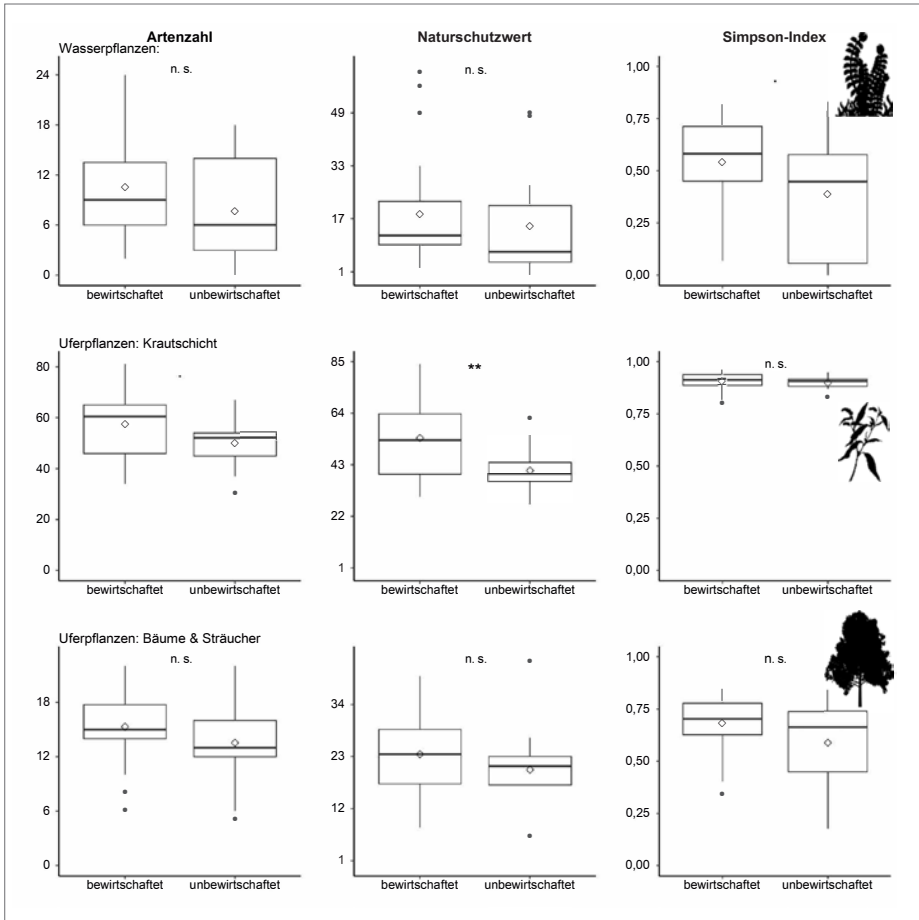 Artenzahl Naturschutzwert Simpson-Index
Wasserpflanzen:
n. s. n. s. .
24 49 1,00
18 33 0,75
12 17 0,50
6 1 0,25
0 0,00
bewirtschaftet unbewirtschaftet bewirtschaftet unbewirtschaftet bewirtschaftet unbewirtschaftet
Uferpflanzen: Krautschicht
. ** n. s.
80 85 1,00
60 64 0,75
40 43 0,50
20 22 0,25
0 1 0,00
bewirtschaftet unbewirtschaftet bewirtschaftet unbewirtschaftet bewirtschaftet unbewirtschaftet
Uferpflanzen: Bäume & Sträucher
n. s. n. s. n. s.
18 34 1,00
12 23 0,75
6 12 0,50
0 1 0,25
0,00
bewirtschaftet unbewirtschaftet bewirtschaftet unbewirtschaftet bewirtschaftet unbewirtschaftet